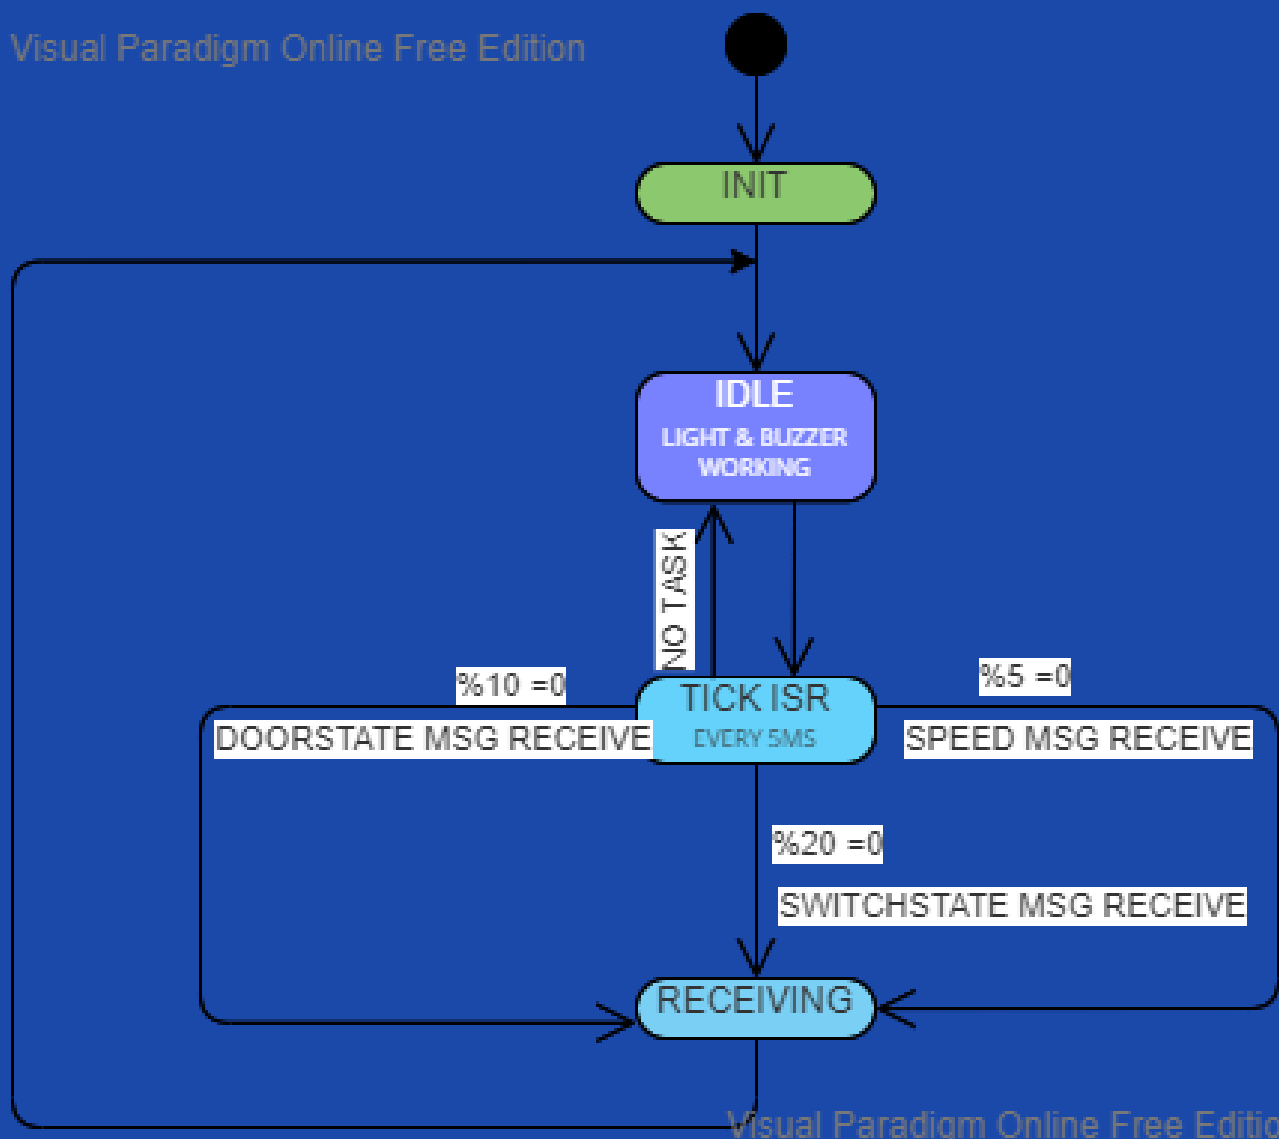 Visual Paradigm Online Free Edition
INIT
IDLE
LIGHT & BUZZER
WORKING
NO TASK
%10 =0
%5 =0
TICK ISR
DOORSTATE MSG RECEIVE
EVERY 5MS
SPEED MSG RECEIVE
%20 =0
SWITCHSTATE MSG RECEIVE
RECEIVING
Visual Paradigm Online Free Editio